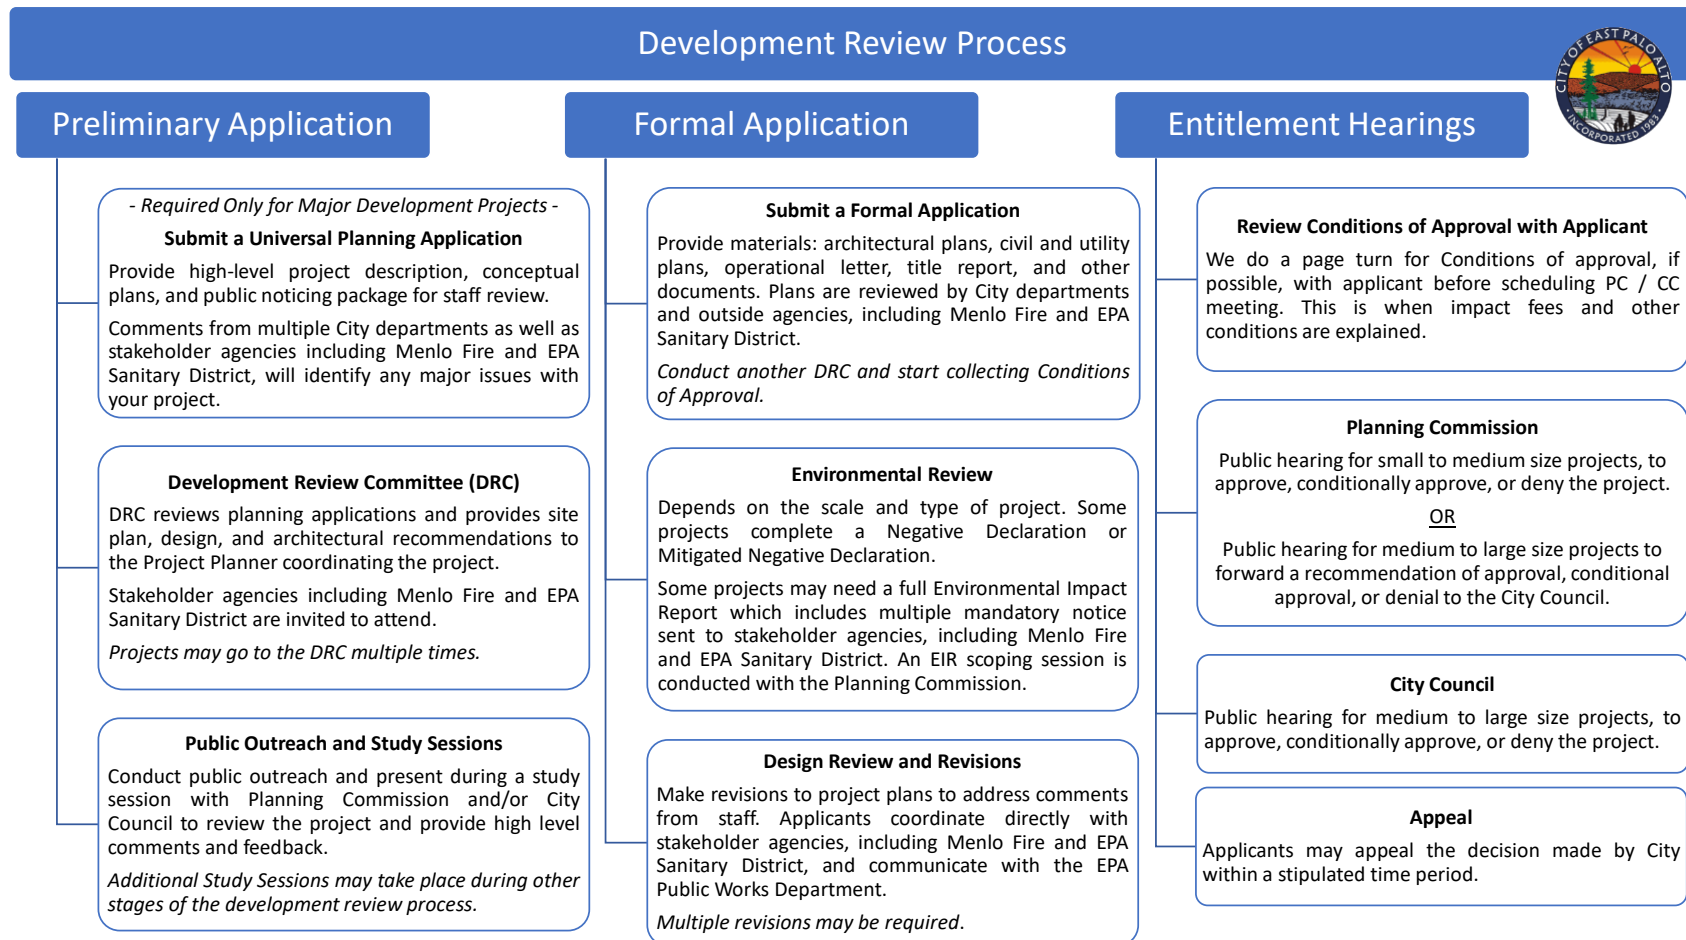 Development Review Process
CITY OF EAST PALO ALTO
INCORPORATED 1983
Preliminary Application
- Required Only for Major Development Projects -
Submit a Universal Planning Application
Provide high-level project description, conceptual
plans, and public noticing package for staff review.
Comments from multiple City departments as well as
stakeholder agencies including Menlo Fire and EPA
Sanitary District, will identify any major issues with
your project.
Development Review Committee (DRC)
DRC reviews planning applications and provides site
plan, design, and architectural recommendations to
the Project Planner coordinating the project.
Stakeholder agencies including Menlo Fire and EPA
Sanitary District are invited to attend.
Projects may go to the DRC multiple times.
Public Outreach and Study Sessions
Conduct public outreach and present during a study
session with Planning Commission and/or City
Council to review the project and provide high level
comments and feedback.
Additional Study Sessions may take place during other
stages of the development review process.
Formal Application
Submit a Formal Application
Provide materials: architectural plans, civil and utility
plans, operational letter, title report, and other
documents. Plans are reviewed by City departments
and outside agencies, including Menlo Fire and EPA
Sanitary District.
Conduct another DRC and start collecting Conditions
of Approval.
Environmental Review
Depends on the scale and type of project. Some
projects complete a Negative Declaration or
Mitigated Negative Declaration.
Some projects may need a full Environmental Impact
Report which includes multiple mandatory notice
sent to stakeholder agencies, including Menlo Fire
and EPA Sanitary District. An EIR scoping session is
conducted with the Planning Commission.
Design Review and Revisions
Make revisions to project plans to address comments
from staff. Applicants coordinate directly with
stakeholder agencies, including Menlo Fire and EPA
Sanitary District, and communicate with the EPA
Public Works Department.
Multiple revisions may be required.
Entitlement Hearings
Review Conditions of Approval with Applicant
We do a page turn for Conditions of approval, if
possible, with applicant before scheduling PC / CC
meeting. This is when impact fees and other
conditions are explained.
Planning Commission
Public hearing for small to medium size projects, to
approve, conditionally approve, or deny the project.
OR
Public hearing for medium to large size projects to
forward a recommendation of approval, conditional
approval, or denial to the City Council.
City Council
Public hearing for medium to large size projects, to
approve, conditionally approve, or deny the project.
Appeal
Applicants may appeal the decision made by City
within a stipulated time period.